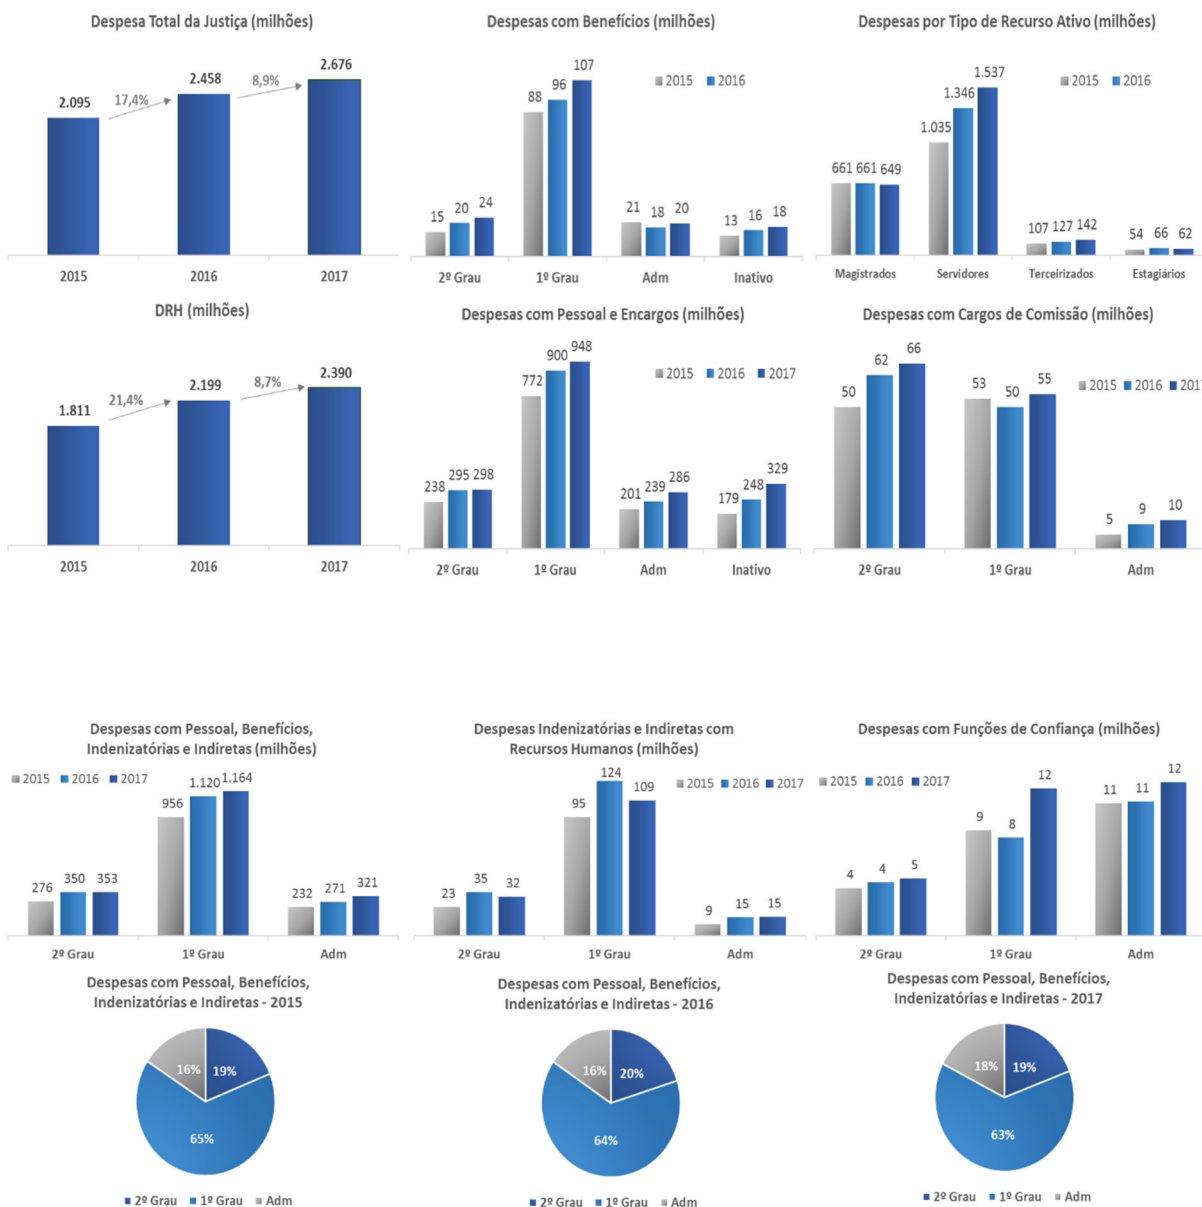 Despesa Total da Justiça (milhões)
2.095
17,4%
2.458
8,9%
2.676
2015
2016
2017
Despesas com Benefícios (milhões)
2015 2016
15 20 24
88 96 107
21 18 20
13 16 18
2º Grau 1º Grau Adm Inativo
Despesas por Tipo de Recurso Ativo (milhões)
2015 2016
661 661 649
1.035 1.346 1.537
107 127 142
54 66 62
Magistrados Servidores Terceirizados Estagiários
DRH (milhões)
1.811
21,4%
2.199
8,7%
2.390
2015
2016
2017
Despesas com Pessoal e Encargos (milhões)
2015 2016 2017
238 295 298
772 900 948
201 239 286
179 248 329
2º Grau 1º Grau Adm Inativo
Despesas com Cargos de Comissão (milhões)
2015 2016 2017
50 62 66
53 50 55
5 9 10
2º Grau 1º Grau Adm
Despesas com Pessoal, Benefícios,
Indenizatórias e Indiretas (milhões)
2015 2016 2017
276 350 353
956 1.120 1.164
232 271 321
2º Grau 1º Grau Adm
Despesas Indenizatórias e Indiretas com
Recursos Humanos (milhões)
2015 2016 2017
23 35 32
95 124 109
9 15 15
2º Grau 1º Grau Adm
Despesas com Funções de Confiança (milhões)
2015 2016 2017
4 4 5
9 8 12
11 11 12
2º Grau 1º Grau Adm
Despesas com Pessoal, Benefícios,
Indenizatórias e Indiretas - 2015
16% 19%
65%
2º Grau 1º Grau Adm
Despesas com Pessoal, Benefícios,
Indenizatórias e Indiretas - 2016
16% 20%
64%
2º Grau 1º Grau Adm
Despesas com Pessoal, Benefícios,
Indenizatórias e Indiretas - 2017
18% 19%
63%
2º Grau 1º Grau Adm